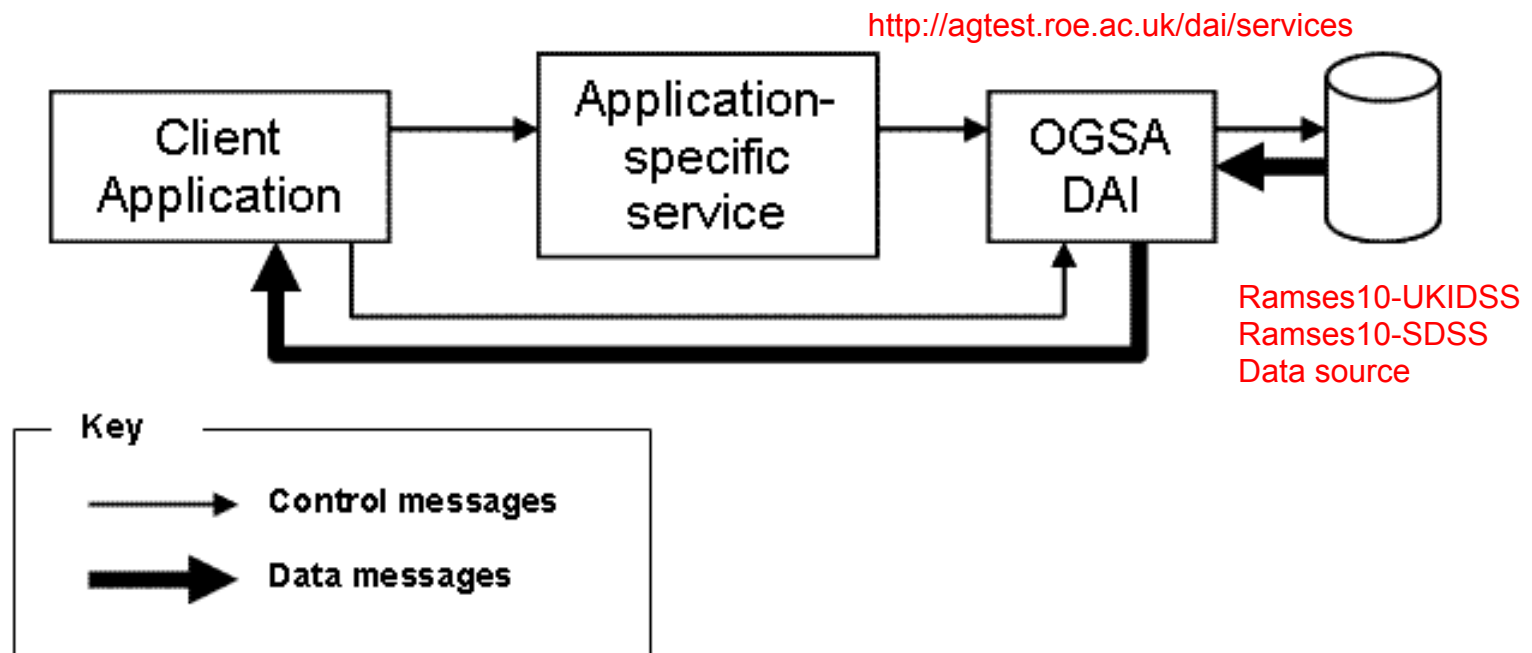 http://agtest.roe.ac.uk/dai/services
Client
Application
Application-
specific
service
OGSA
DAI
Ramses10-UKIDSS
Ramses10-SDSS
Data source
Key
Control messages
Data messages